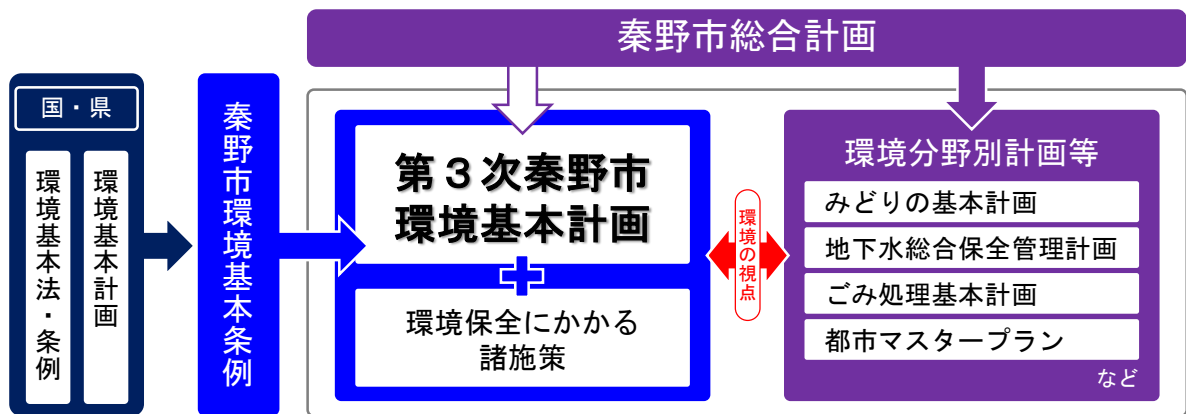 秦野市総合計画
国・県
環境基本法・条例
環境基本計画
秦野市環境基本条例
第３次秦野市
環境基本計画
環境保全にかかる
諸施策
環境の視点
環境分野別計画等
みどりの基本計画
地下水総合保全管理計画
ごみ処理基本計画
都市マスタープラン
など